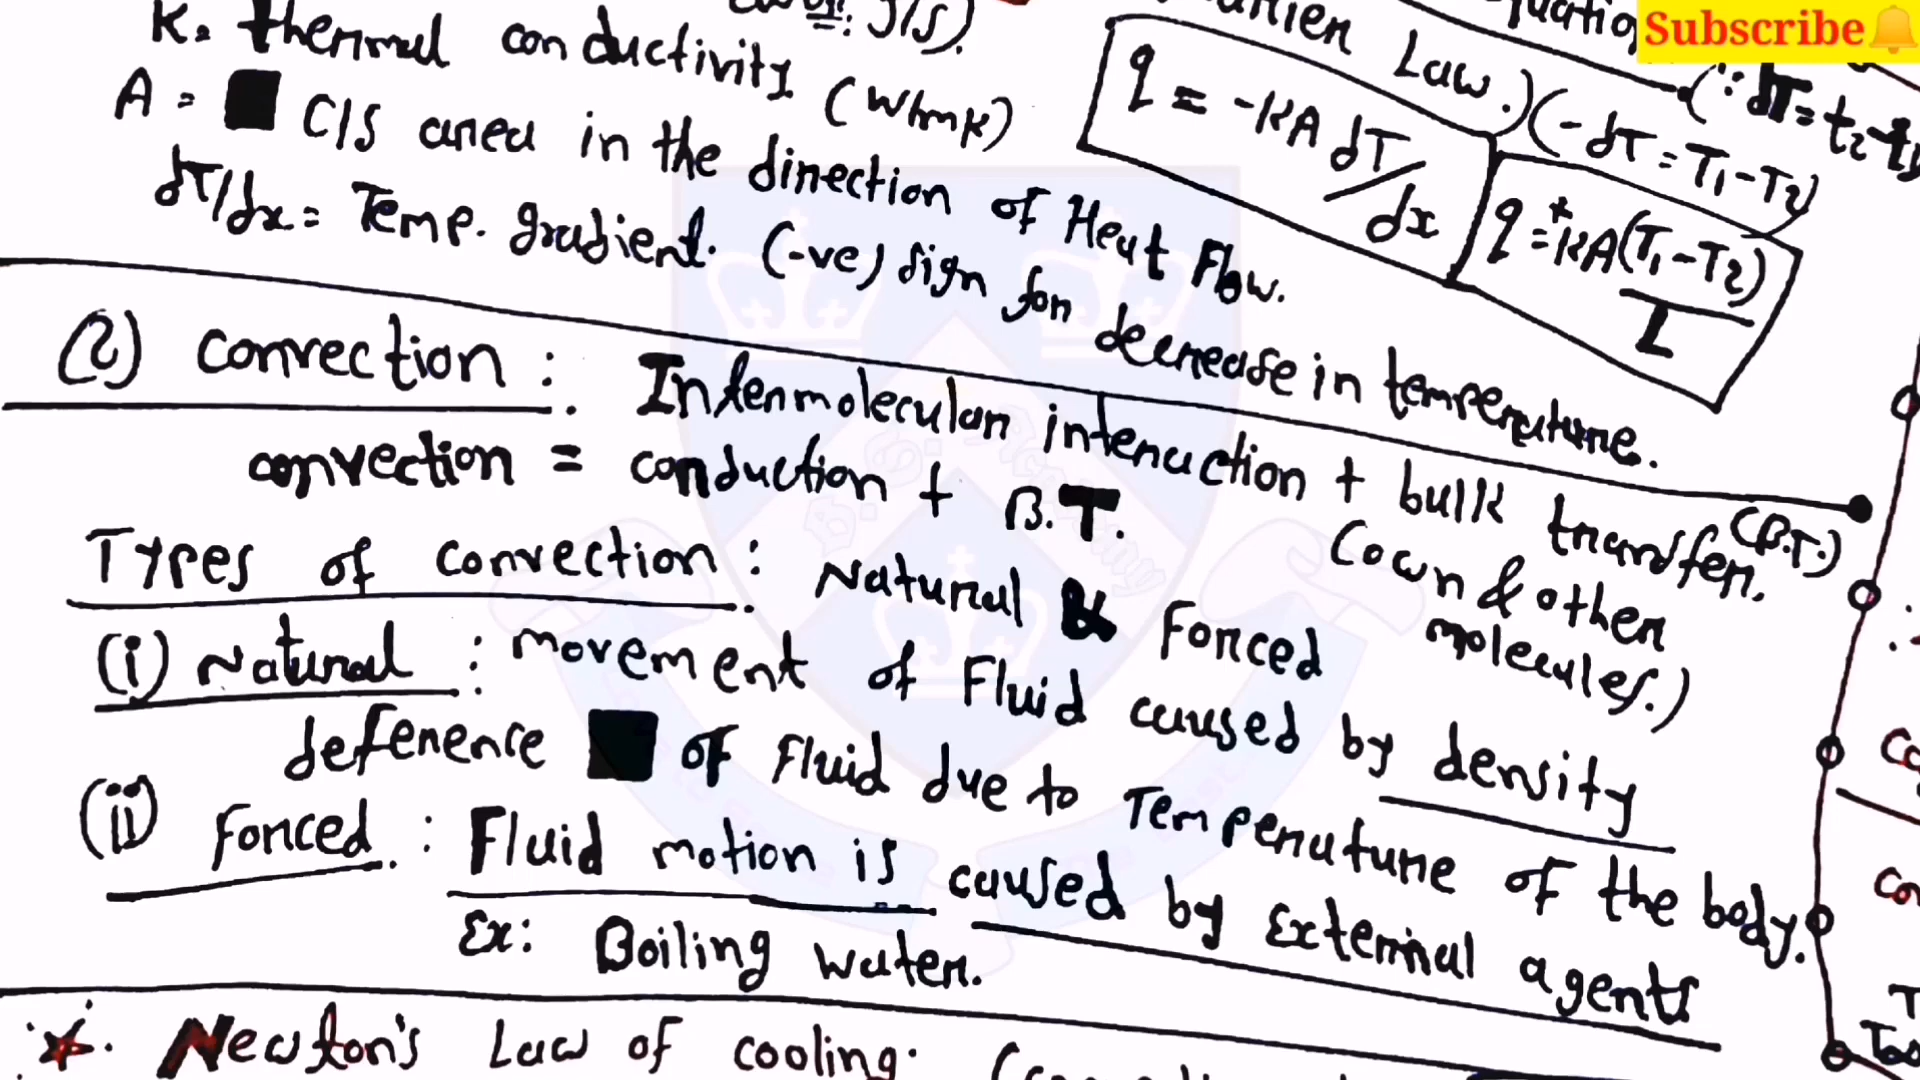 J/s).
K = thermal conductivity (W/mk)
A = C/S area in the direction of Heat Flow.
dT/dx = Temp. gradient. (-ve) sign for decrease in temperature.
Law.)
(-dT = T₁-T₂)
(∵ dT = t₂-t₁
q = -KA dT/dx
q = +KA(T₁-T₂)/L
Subscribe
(2) convection : Intermolecular interaction + bulk transfer. (B.T.)
convection = conduction + B.T.
(own & other molecules.)
Types of convection : Natural & Forced
(i) Natural : movement of Fluid caused by density
deference of Fluid due to Temperature of the body.
(ii) Forced : Fluid motion is caused by External agents
Ex: Boiling water.
Newton's Law of cooling.